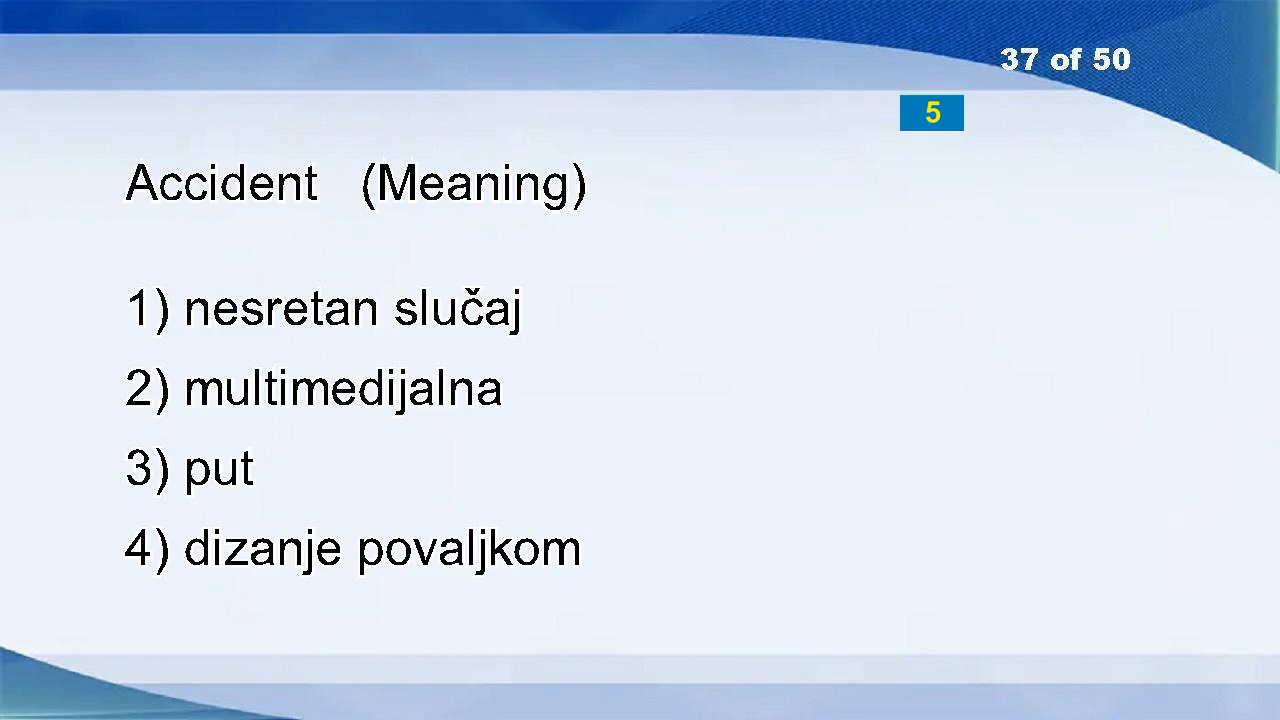 37 of 50
5
Accident (Meaning)
1) nesretan slučaj
2) multimedijalna
3) put
4) dizanje povaljkom